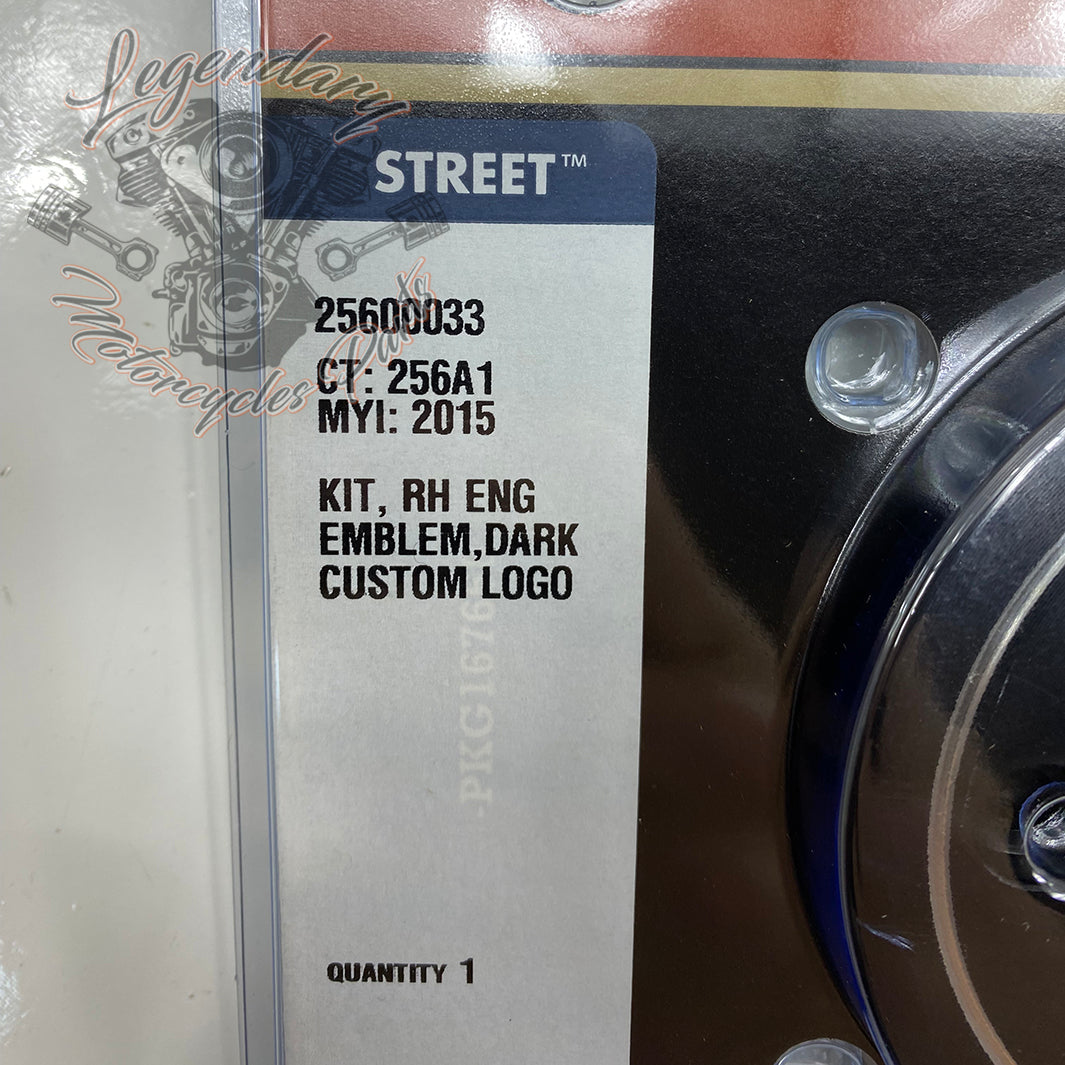 Legendary
Motorcycles Parts
STREET™
25600033
CT: 256A1
MYI: 2015
KIT, RH ENG
EMBLEM,DARK
CUSTOM LOGO
PKG1676
QUANTITY 1